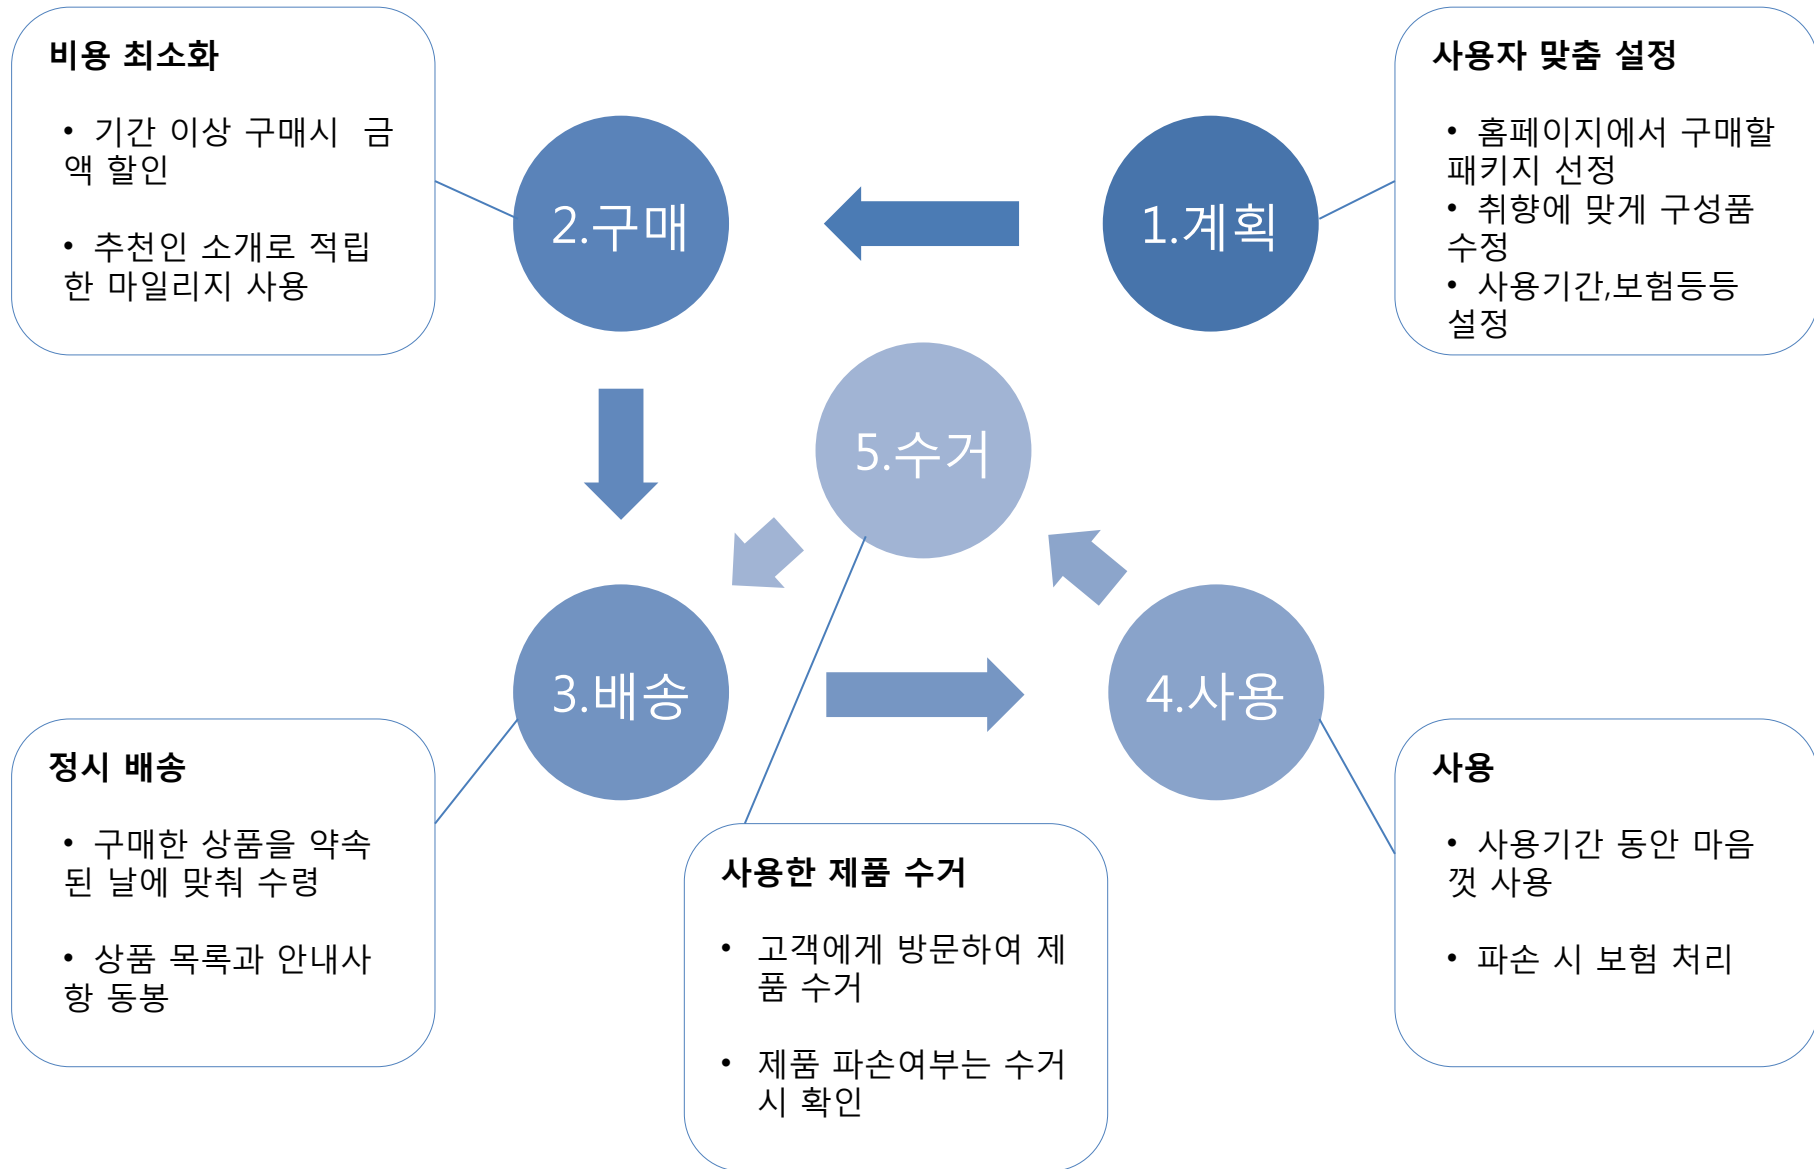 비용 최소화
• 기간 이상 구매시 금
액 할인
• 추천인 소개로 적립
한 마일리지 사용
사용자 맞춤 설정
• 홈페이지에서 구매할
패키지 선정
• 취향에 맞게 구성품
수정
• 사용기간,보험등등
설정
2.구매
1.계획
5.수거
3.배송
4.사용
정시 배송
• 구매한 상품을 약속
된 날에 맞춰 수령
• 상품 목록과 안내사
항 동봉
사용한 제품 수거
• 고객에게 방문하여 제
품 수거
• 제품 파손여부는 수거
시 확인
사용
• 사용기간 동안 마음
껏 사용
• 파손 시 보험 처리